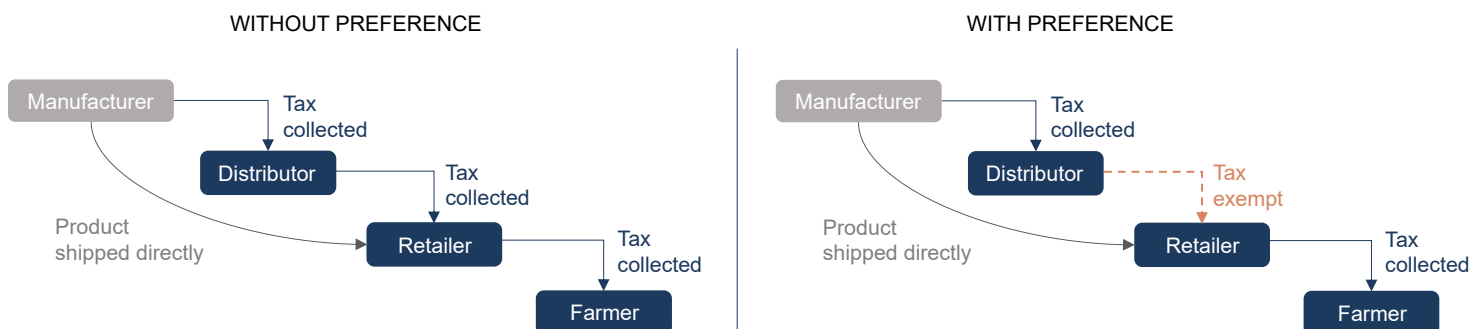 WITHOUT PREFERENCE
Manufacturer
Tax
collected
Distributor
Tax
collected
Product
shipped directly
Retailer
Tax
collected
Farmer
WITH PREFERENCE
Manufacturer
Tax
collected
Distributor
Tax
exempt
Product
shipped directly
Retailer
Tax
collected
Farmer